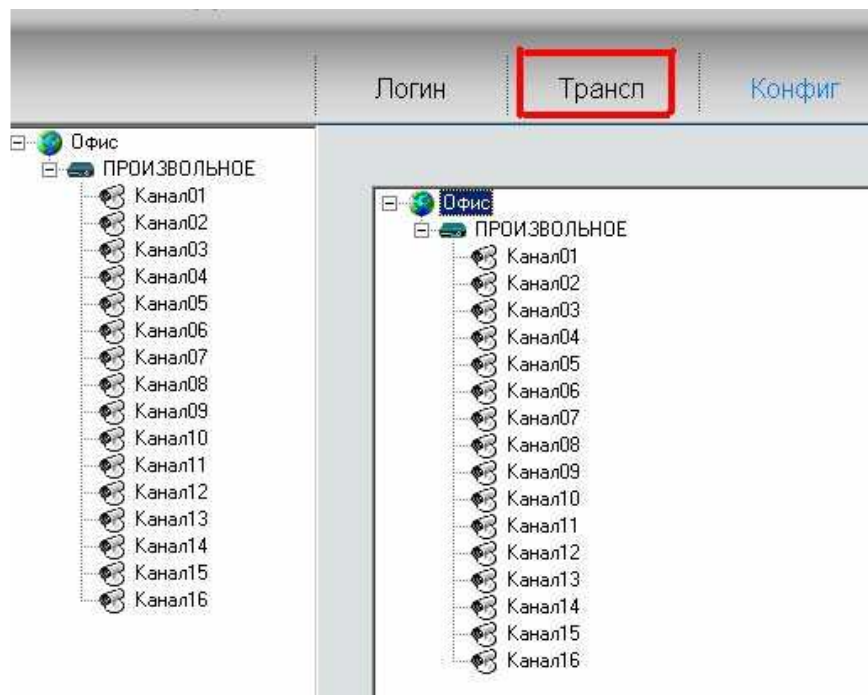 Логин
Трансл
Конфиг
Офис
ПРОИЗВОЛЬНОЕ
Канал01
Канал02
Канал03
Канал04
Канал05
Канал06
Канал07
Канал08
Канал09
Канал10
Канал11
Канал12
Канал13
Канал14
Канал15
Канал16
Офис
ПРОИЗВОЛЬНОЕ
Канал01
Канал02
Канал03
Канал04
Канал05
Канал06
Канал07
Канал08
Канал09
Канал10
Канал11
Канал12
Канал13
Канал14
Канал15
Канал16